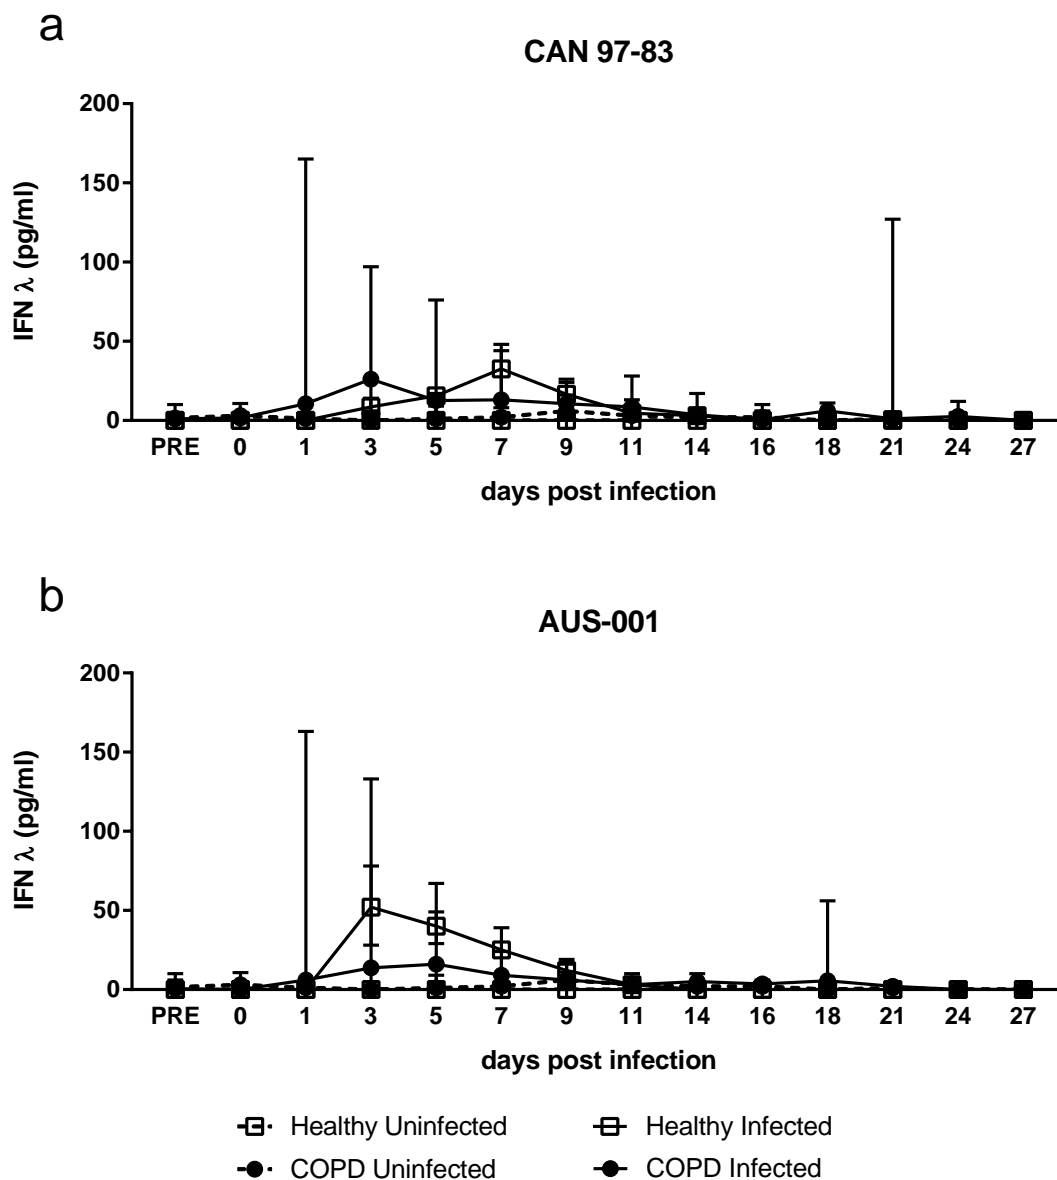 a
CAN 97-83
200
150
100
50
0
IFN λ (pg/ml)
PRE 0 1 3 5 7 9 11 14 16 18 21 24 27
days post infection
b
AUS-001
200
150
100
50
0
IFN λ (pg/ml)
PRE 0 1 3 5 7 9 11 14 16 18 21 24 27
days post infection
Healthy Uninfected Healthy Infected
COPD Uninfected COPD Infected